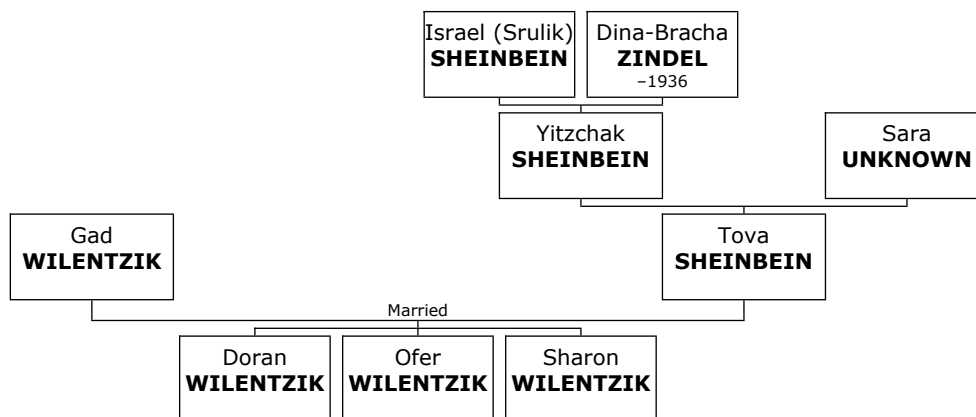 Israel (Srulik)
SHEINBEIN
Dina-Bracha
ZINDEL
–1936
Yitzchak
SHEINBEIN
Sara
UNKNOWN
Gad
WILENTZIK
Tova
SHEINBEIN
Married
Doran
WILENTZIK
Ofer
WILENTZIK
Sharon
WILENTZIK